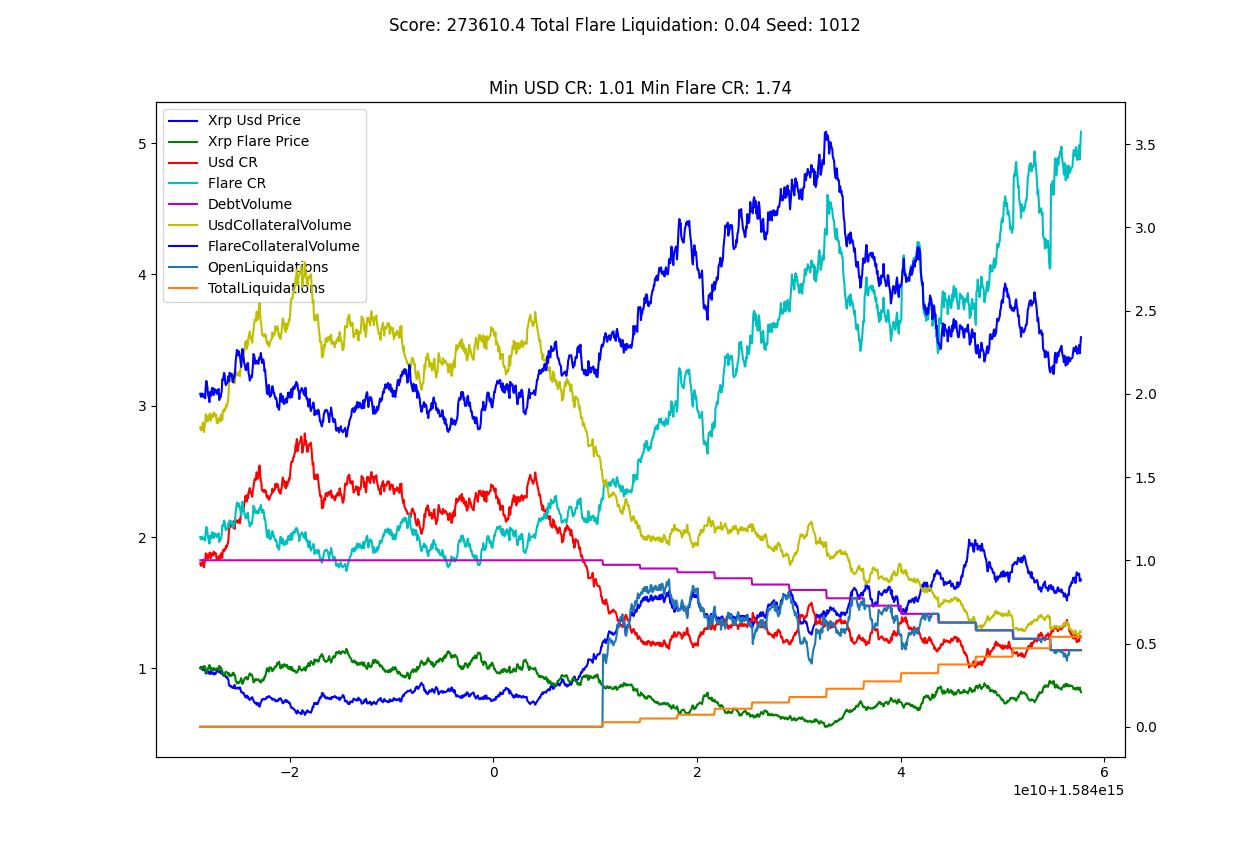 Score: 273610.4 Total Flare Liquidation: 0.04 Seed: 1012
Min USD CR: 1.01 Min Flare CR: 1.74
Xrp Usd Price
Xrp Flare Price
Usd CR
Flare CR
DebtVolume
UsdCollateralVolume
FlareCollateralVolume
OpenLiquidations
TotalLiquidations
5
4
3
2
1
3.5
3.0
2.5
2.0
1.5
1.0
0.5
0.0
−2
0
2
4
6
1e10+1.584e15